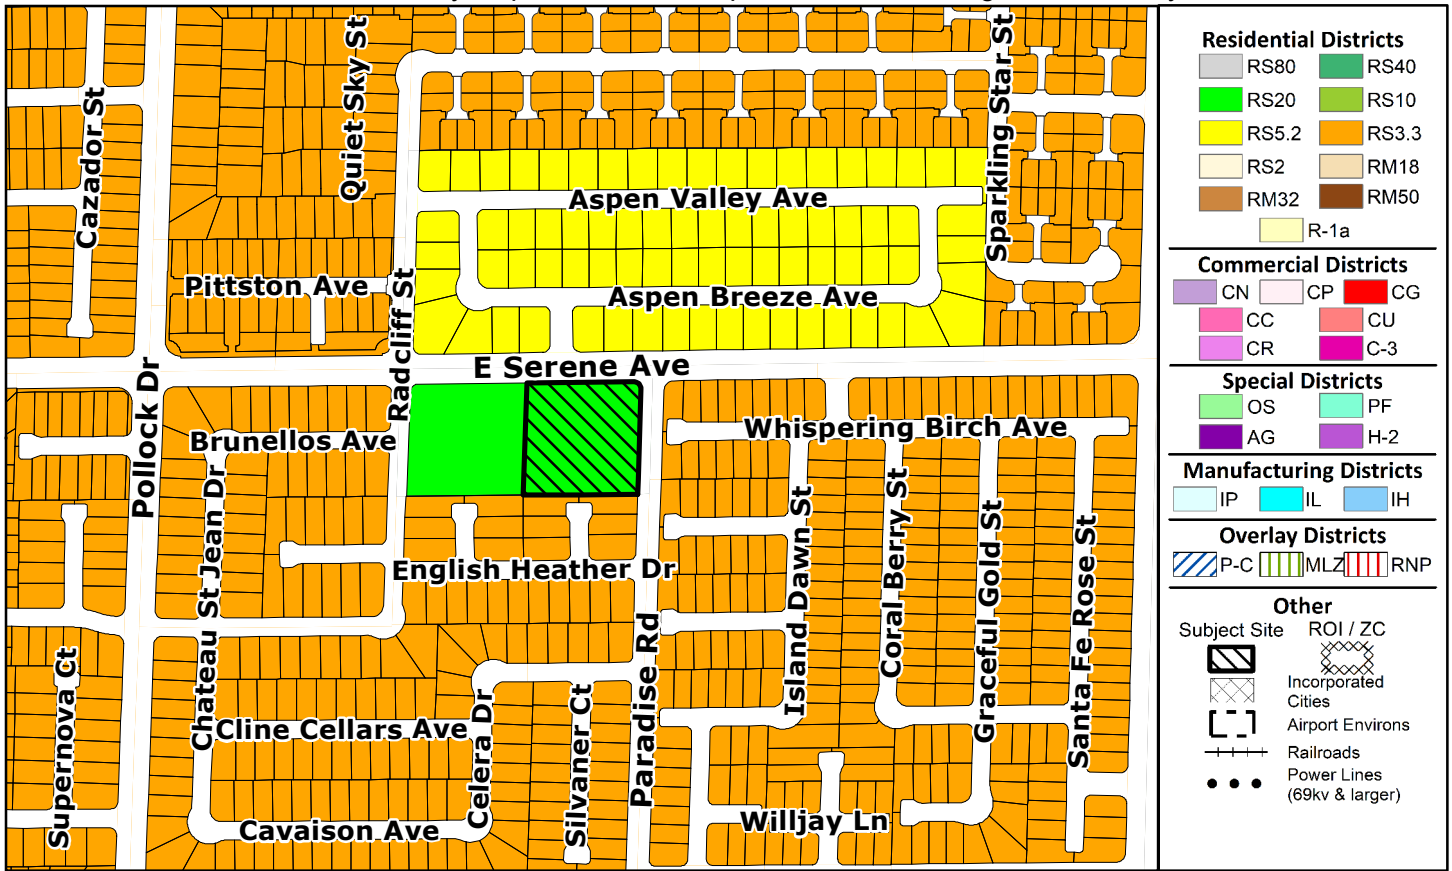 Quiet Sky St
Sparkling Star St
Cazador St
Aspen Valley Ave
Pittston Ave
Aspen Breeze Ave
Radcliff St
E Serene Ave
Pollock Dr
Brunellos Ave
Whispering Birch Ave
Chateau St Jean Dr
English Heather Dr
Island Dawn St
Coral Berry St
Graceful Gold St
Santa Fe Rose St
Supernova Ct
Cline Cellars Ave
Celera Dr
Silvaner Ct
Paradise Rd
Cavaison Ave
Willjay Ln
Residential Districts
RS80 RS40
RS20 RS10
RS5.2 RS3.3
RS2 RM18
RM32 RM50
R-1a
Commercial Districts
CN CP CG
CC CU
CR C-3
Special Districts
OS PF
AG H-2
Manufacturing Districts
IP IL IH
Overlay Districts
P-C MLZ RNP
Other
Subject Site ROI / ZC
Incorporated
Cities
Airport Environs
Railroads
Power Lines
(69kv & larger)